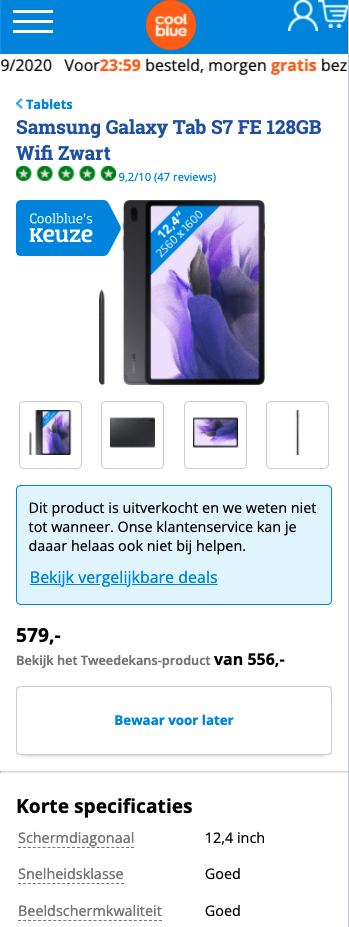 cool
blue
9/2020 Voor 23:59 besteld, morgen gratis bez
Tablets
Samsung Galaxy Tab S7 FE 128GB
Wifi Zwart
9,2/10 (47 reviews)
Coolblue's
Keuze
12,4"
2560x1600
Dit product is uitverkocht en we weten niet
tot wanneer. Onse klantenservice kan je
daaar helaas ook niet bij helpen.
Bekijk vergelijkbare deals
579,-
Bekijk het Tweedekans-product van 556,-
Bewaar voor later
Korte specificaties
Schermdiagonaal 12,4 inch
Snelheidsklasse Goed
Beeldschermkwaliteit Goed